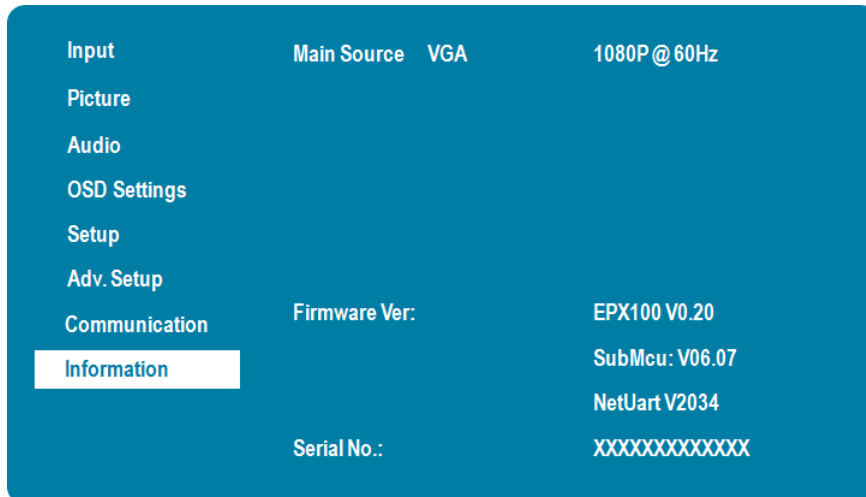 Input
Main Source VGA 1080P@60Hz
Picture
Audio
OSD Settings
Setup
Adv. Setup
Firmware Ver: EPX100 V0.20
Communication
SubMcu: V06.07
Information
NetUart V2034
Serial No.: XXXXXXXXXXXXX